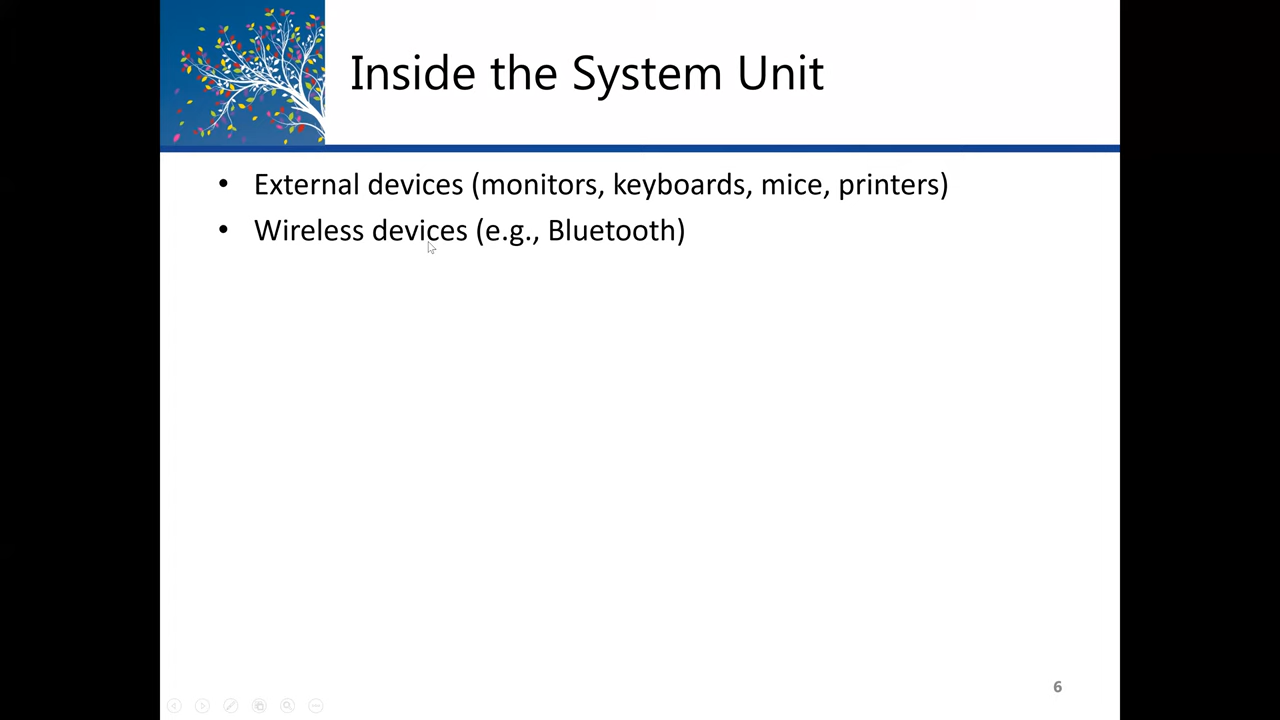 Inside the System Unit
• External devices (monitors, keyboards, mice, printers)
• Wireless devices (e.g., Bluetooth)
6